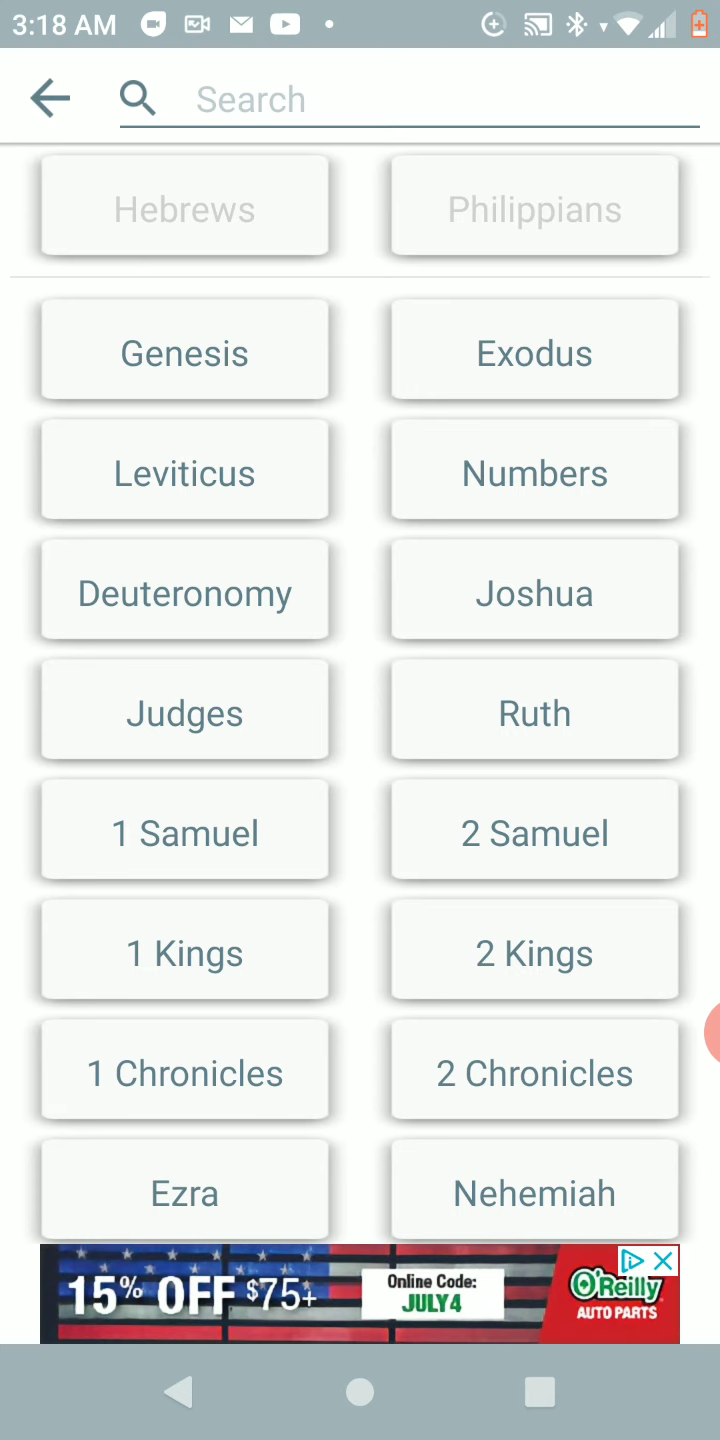 3:18 AM
Search
Hebrews Philippians
Genesis Exodus
Leviticus Numbers
Deuteronomy Joshua
Judges Ruth
1 Samuel 2 Samuel
1 Kings 2 Kings
1 Chronicles 2 Chronicles
Ezra Nehemiah
15% OFF $75+
Online Code:
JULY4
O'Reilly
AUTO PARTS